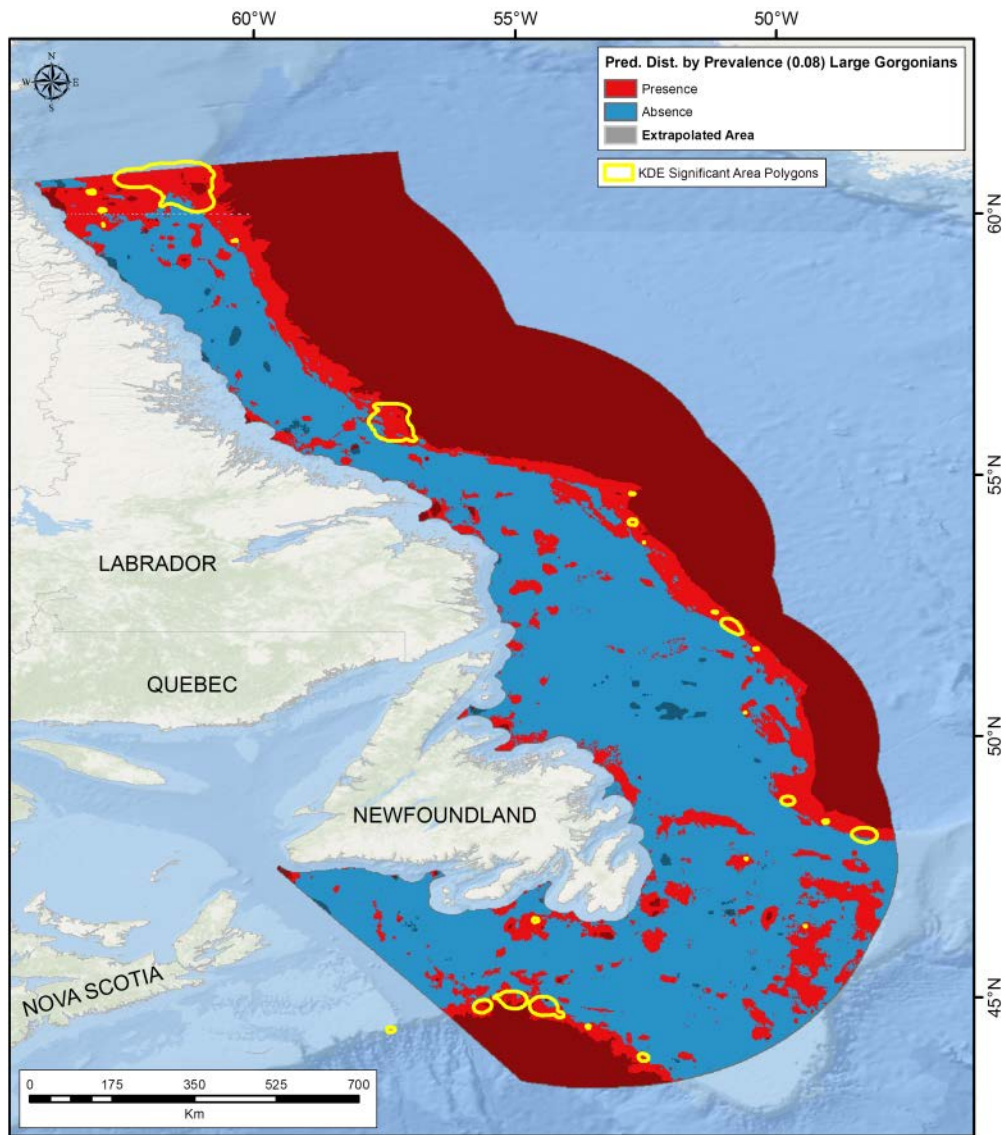 60°W 55°W 50°W
N
W E
S
Pred. Dist. by Prevalence (0.08) Large Gorgonians
Presence
Absence
Extrapolated Area
KDE Significant Area Polygons
60°N
55°N
LABRADOR
QUEBEC
50°N
NEWFOUNDLAND
NOVA SCOTIA
45°N
0 175 350 525 700
Km